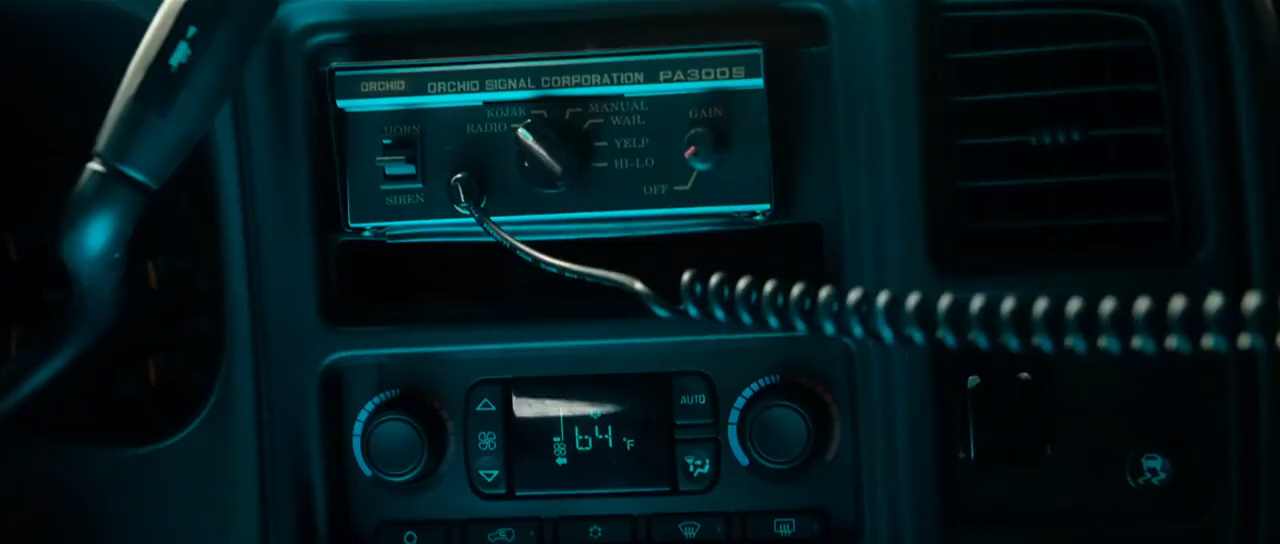 ORCHID ORCHID SIGNAL CORPORATION PA300S
KOJAK MANUAL
RADIO WAIL
YELP
HI-LO
HORN
SIREN
GAIN
OFF
AUTO
64 °F